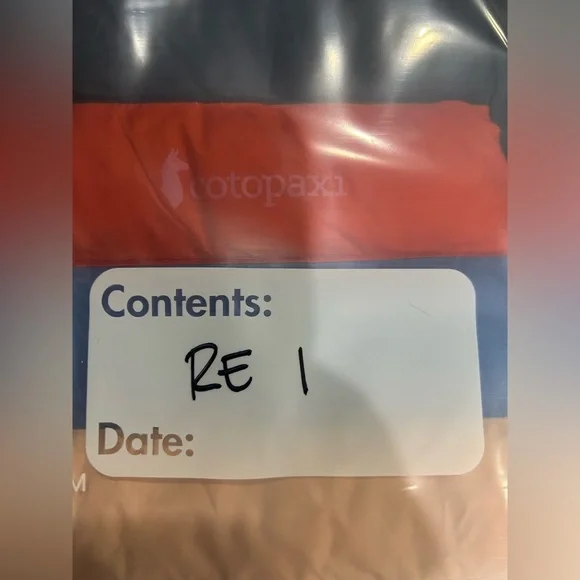 cotopaxi
Contents:
RE 1
Date:
M